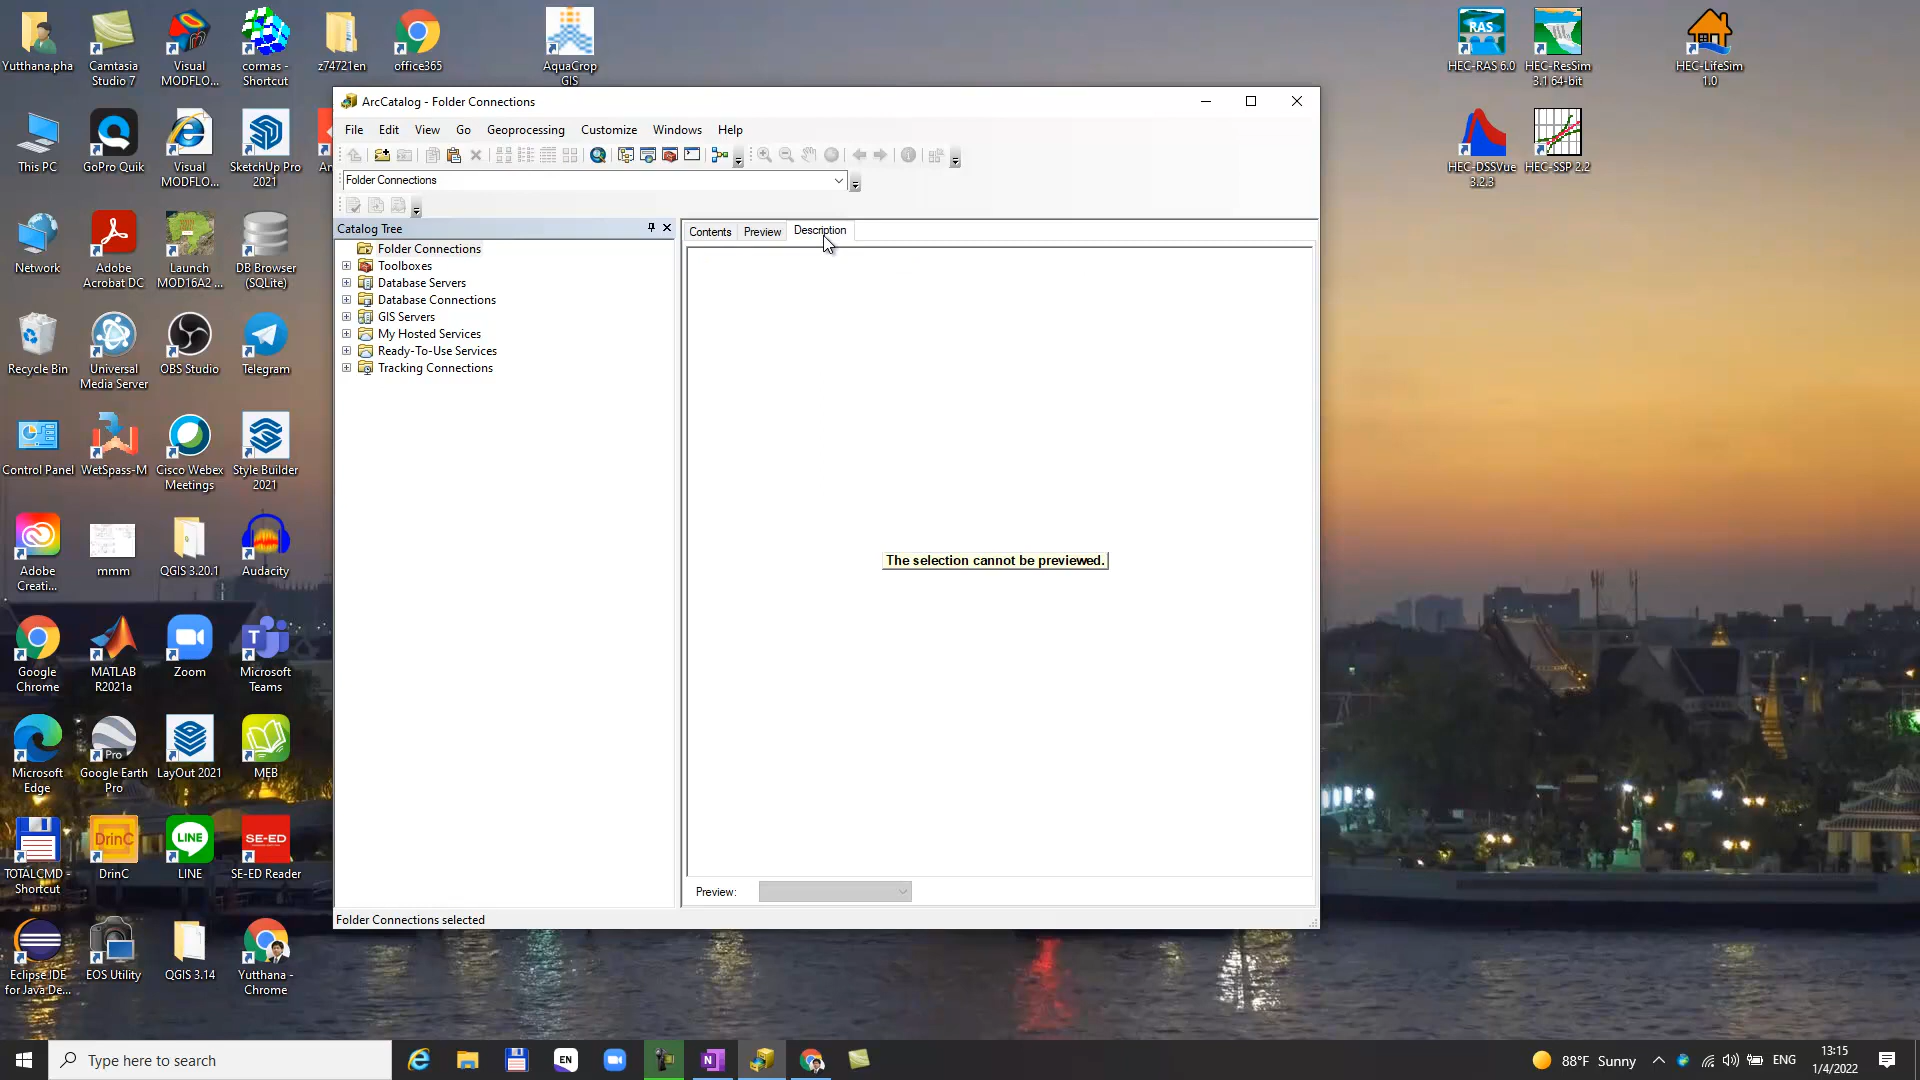 Yutthana.pha
Camtasia
Studio 7
Visual
MODFLO...
cormas -
Shortcut
z74721en
office365
AquaCrop
GIS
HEC-RAS 6.0
HEC-ResSim
3.1 64-bit
HEC-LifeSim
1.0
ArcCatalog - Folder Connections
File Edit View Go Geoprocessing Customize Windows Help
This PC
GoPro Quik
Visual
MODFLO...
SketchUp Pro
2021
HEC-DSSVue
3.2.3
HEC-SSP 2.2
Folder Connections
Catalog Tree
Contents Preview Description
Folder Connections
Toolboxes
Database Servers
Database Connections
GIS Servers
My Hosted Services
Ready-To-Use Services
Tracking Connections
Network
Adobe
Acrobat DC
Launch
MOD16A2 ...
DB Browser
(SQLite)
Recycle Bin
Universal
Media Server
OBS Studio
Telegram
Control Panel
WetSpass-M
Cisco Webex
Meetings
Style Builder
2021
The selection cannot be previewed.
Adobe
Creati...
mmm
QGIS 3.20.1
Audacity
Google
Chrome
MATLAB
R2021a
Zoom
Microsoft
Teams
Microsoft
Edge
Pro
Google Earth
Pro
LayOut 2021
MEB
TOTALCMD -
Shortcut
DrinC
DrinC
LINE
LINE
SE-ED
SE-ED Reader
Preview:
Folder Connections selected
Eclipse IDE
for Java De...
EOS Utility
QGIS 3.14
Yutthana -
Chrome
Type here to search
EN
N
88°F Sunny
ENG
13:15
1/4/2022
RAS